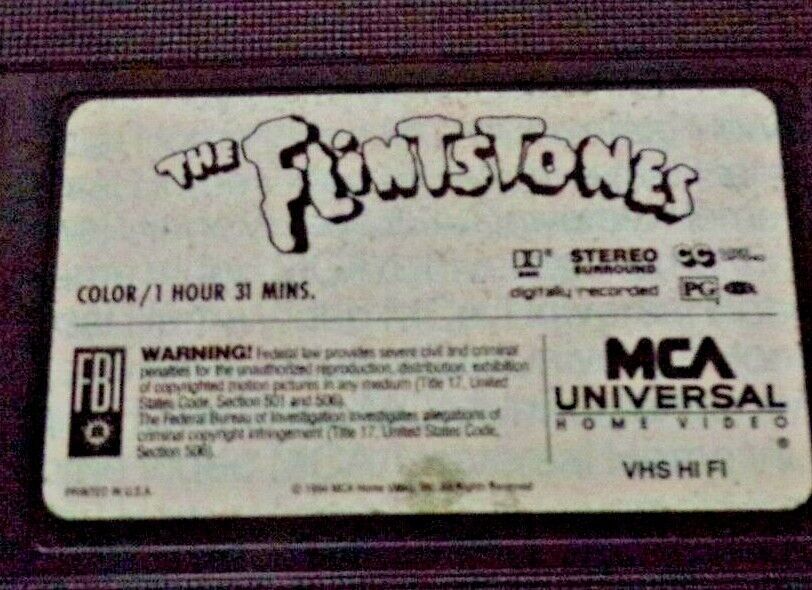 THE FLINTSTONES
COLOR/1 HOUR 31 MINS.
STEREO
SURROUND
CC
digitally recorded
PG
FBI
WARNING! Federal law provides severe civil and criminal
penalties for the unauthorized reproduction, distribution, exhibition
of copyrighted motion pictures in any medium (Title 17, United
States Code, Section 501 and 506).
The Federal Bureau of Investigation investigates allegations of
criminal copyright infringement (Title 17, United States Code,
Section 506).
MCA
UNIVERSAL
HOME VIDEO
®
VHS HI FI
PRINTED IN U.S.A.
© 1994 MCA Home Video, Inc. All Rights Reserved